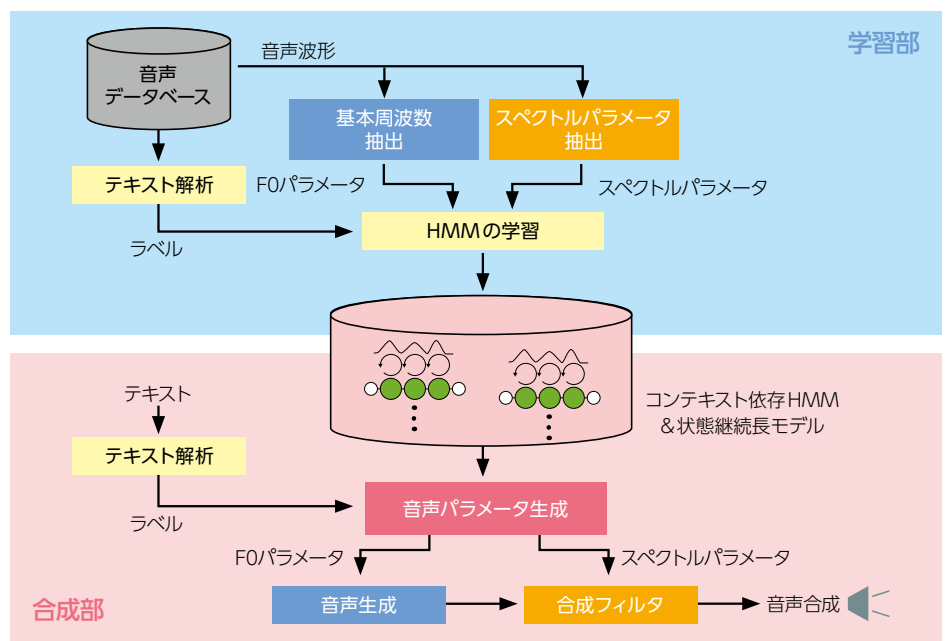 学習部
音声波形
音声
データベース
基本周波数
抽出
スペクトルパラメータ
抽出
テキスト解析
F0パラメータ
スペクトルパラメータ
ラベル
HMMの学習
テキスト
コンテキスト依存HMM
&状態継続長モデル
テキスト解析
ラベル
音声パラメータ生成
F0パラメータ
スペクトルパラメータ
合成部
音声生成
合成フィルタ
音声合成